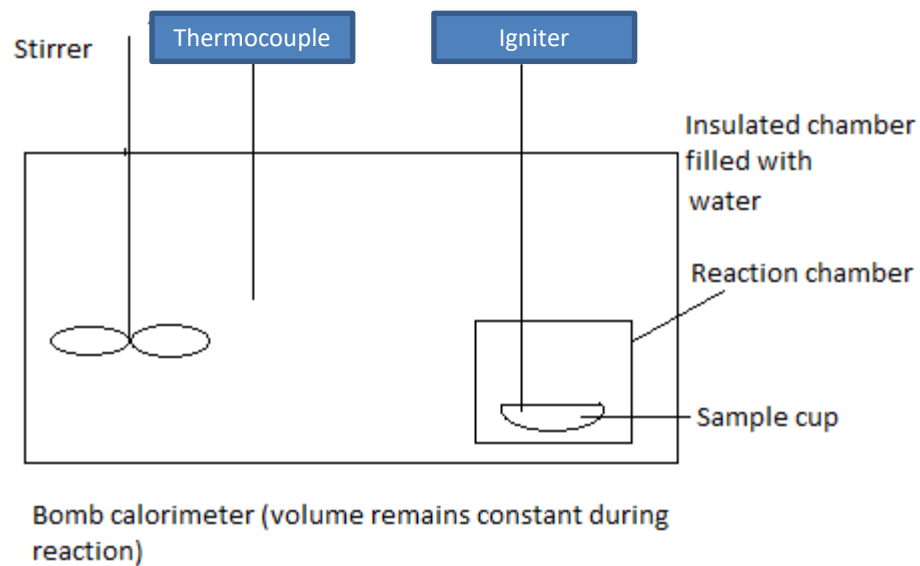 Stirrer
Thermocouple
Igniter
Insulated chamber
filled with
water
Reaction chamber
Sample cup
Bomb calorimeter (volume remains constant during
reaction)